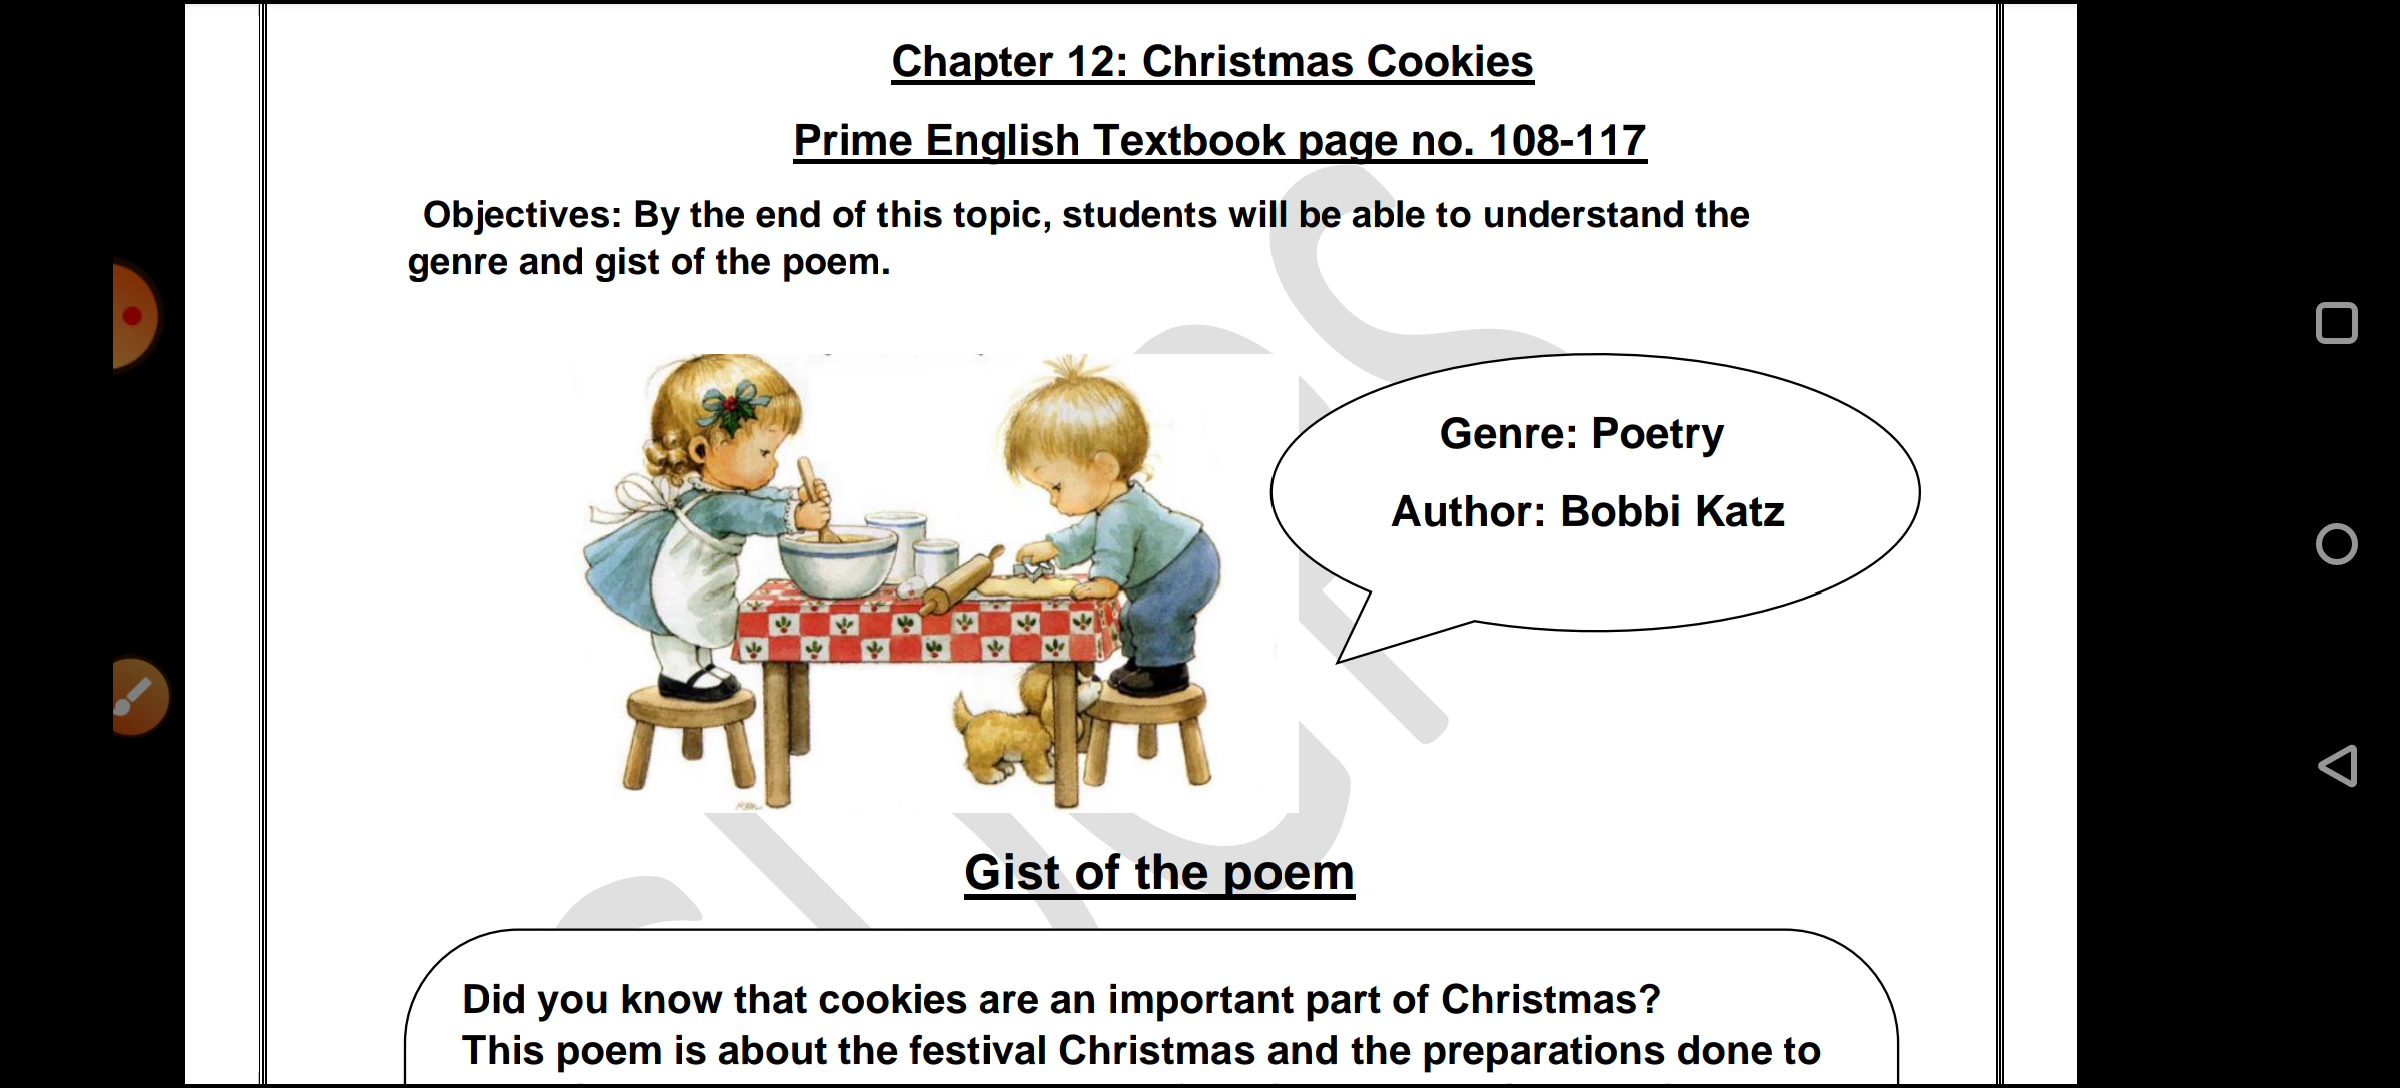 Chapter 12: Christmas Cookies
Prime English Textbook page no. 108-117
Objectives: By the end of this topic, students will be able to understand the
genre and gist of the poem.
Genre: Poetry
Author: Bobbi Katz
Gist of the poem
Did you know that cookies are an important part of Christmas?
This poem is about the festival Christmas and the preparations done to